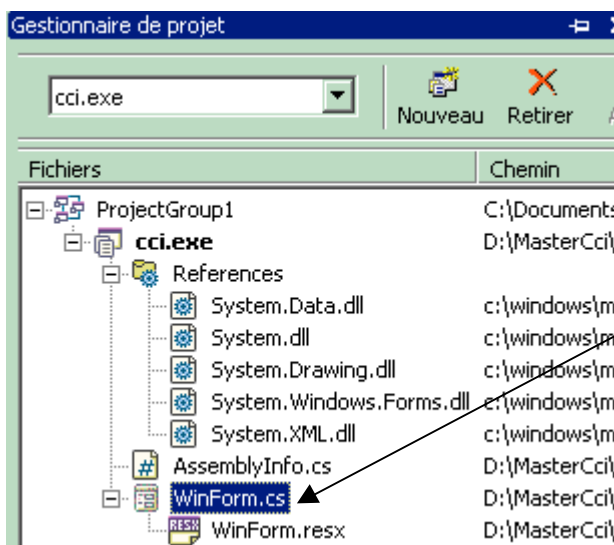 Gestionnaire de projet
cci.exe
Nouveau Retirer
Fichiers Chemin
ProjectGroup1 C:\Documents
cci.exe D:\MasterCci\
References
System.Data.dll c:\windows\m
System.dll c:\windows\m
System.Drawing.dll c:\windows\m
System.Windows.Forms.dll c:\windows\m
System.XML.dll c:\windows\m
AssemblyInfo.cs D:\MasterCci\
WinForm.cs D:\MasterCci\
RESX WinForm.resx D:\MasterCci\